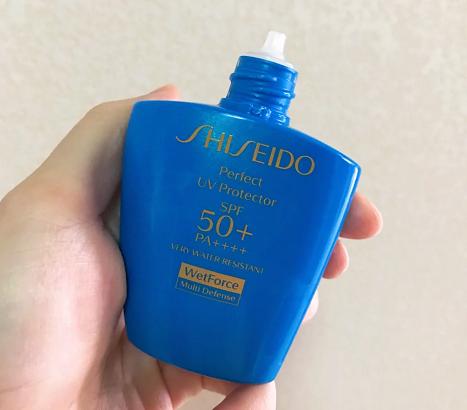 SHISEIDO
Perfect
UV Protector
SPF
50+
PA++++
VERY WATER RESISTANT
WetForce
Multi Defense